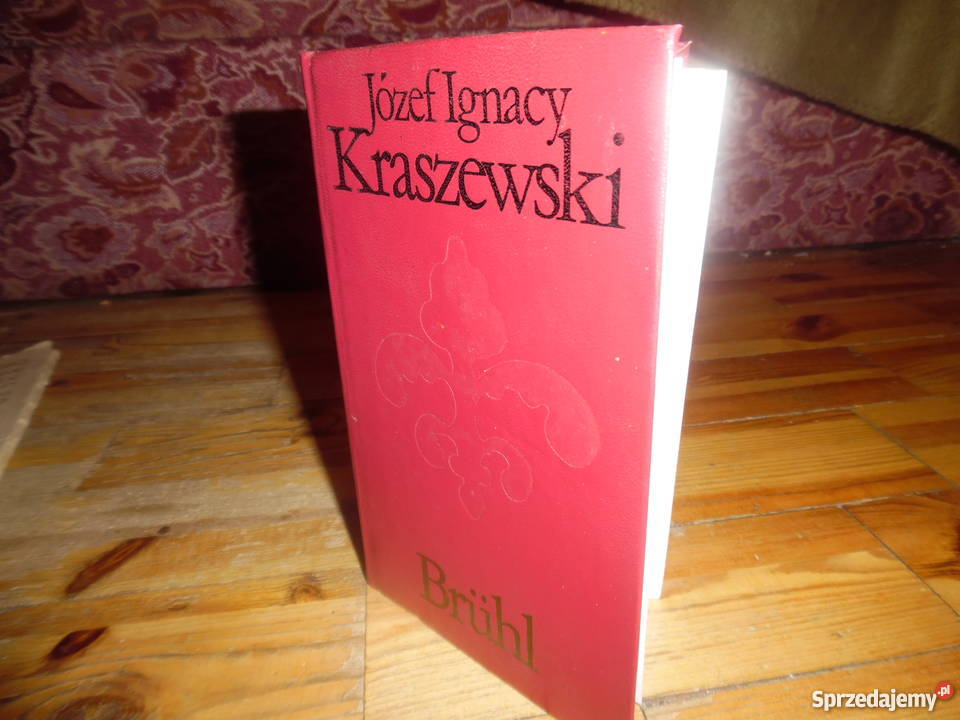 Józef Ignacy
Kraszewski
Brühl
Sprzedajemy.pl